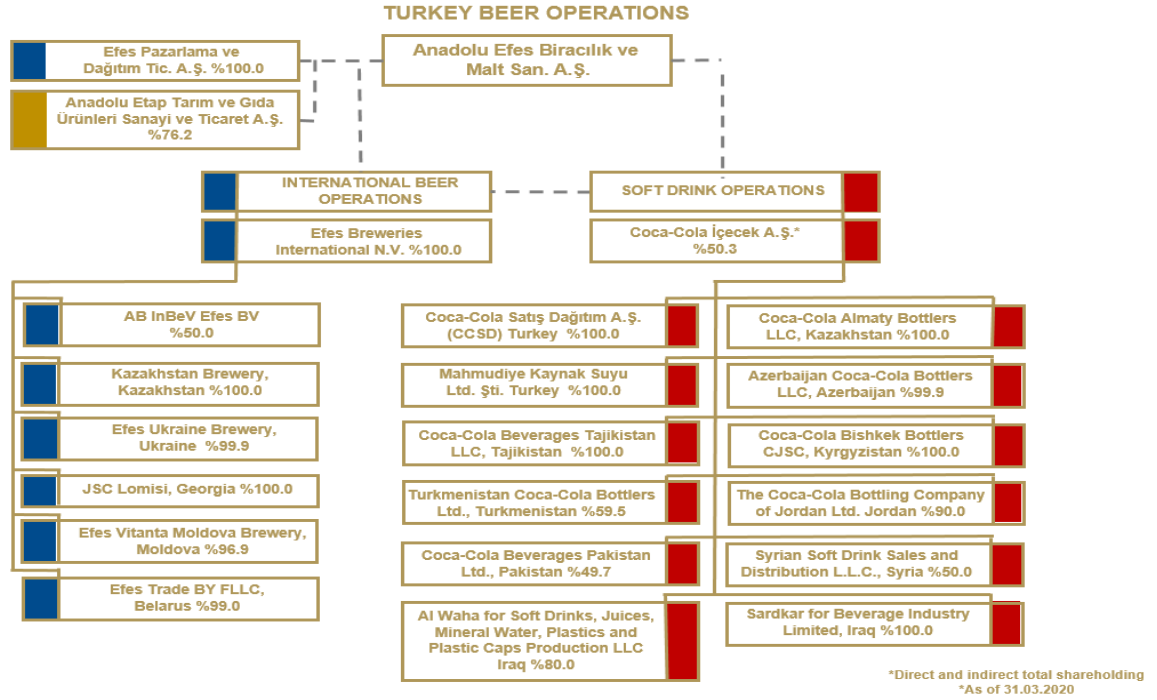 TURKEY BEER OPERATIONS
Efes Pazarlama ve
Dağıtım Tic. A.Ş. %100.0
Anadolu Efes Biracılık ve
Malt San. A.Ş.
Anadolu Etap Tarım ve Gıda
Ürünleri Sanayi ve Ticaret A.Ş.
%76.2
INTERNATIONAL BEER
OPERATIONS
SOFT DRINK OPERATIONS
Efes Breweries
International N.V. %100.0
Coca-Cola İçecek A.Ş.*
%50.3
AB InBeV Efes BV
%50.0
Kazakhstan Brewery,
Kazakhstan %100.0
Efes Ukraine Brewery,
Ukraine %99.9
JSC Lomisi, Georgia %100.0
Efes Vitanta Moldova Brewery,
Moldova %96.9
Efes Trade BY FLLC,
Belarus %99.0
Coca-Cola Satış Dağıtım A.Ş.
(CCSD) Turkey %100.0
Mahmudiye Kaynak Suyu
Ltd. Şti. Turkey %100.0
Coca-Cola Beverages Tajikistan
LLC, Tajikistan %100.0
Turkmenistan Coca-Cola Bottlers
Ltd., Turkmenistan %59.5
Coca-Cola Beverages Pakistan
Ltd., Pakistan %49.7
Al Waha for Soft Drinks, Juices,
Mineral Water, Plastics and
Plastic Caps Production LLC
Iraq %80.0
Coca-Cola Almaty Bottlers
LLC, Kazakhstan %100.0
Azerbaijan Coca-Cola Bottlers
LLC, Azerbaijan %99.9
Coca-Cola Bishkek Bottlers
CJSC, Kyrgyzistan %100.0
The Coca-Cola Bottling Company
of Jordan Ltd. Jordan %90.0
Syrian Soft Drink Sales and
Distribution L.L.C., Syria %50.0
Sardkar for Beverage Industry
Limited, Iraq %100.0
*Direct and indirect total shareholding
*As of 31.03.2020